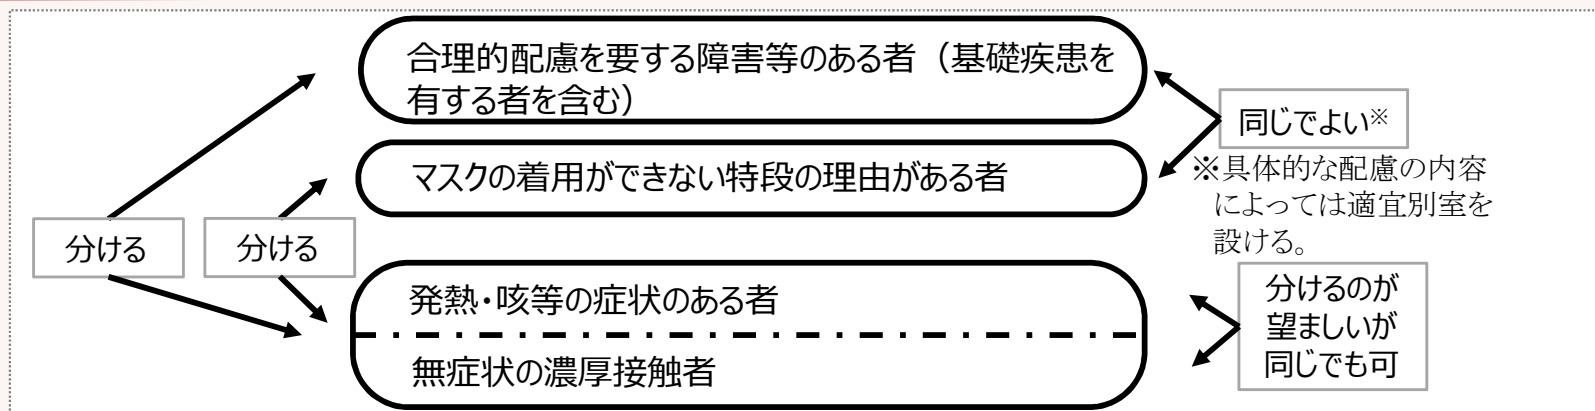 合理的配慮を要する障害等のある者（基礎疾患を
有する者を含む）
同じでよい※
マスクの着用ができない特段の理由がある者
※具体的な配慮の内容
によっては適宜別室を
設ける。
分ける
分ける
発熱・咳等の症状のある者
無症状の濃厚接触者
分けるのが
望ましいが
同じでも可